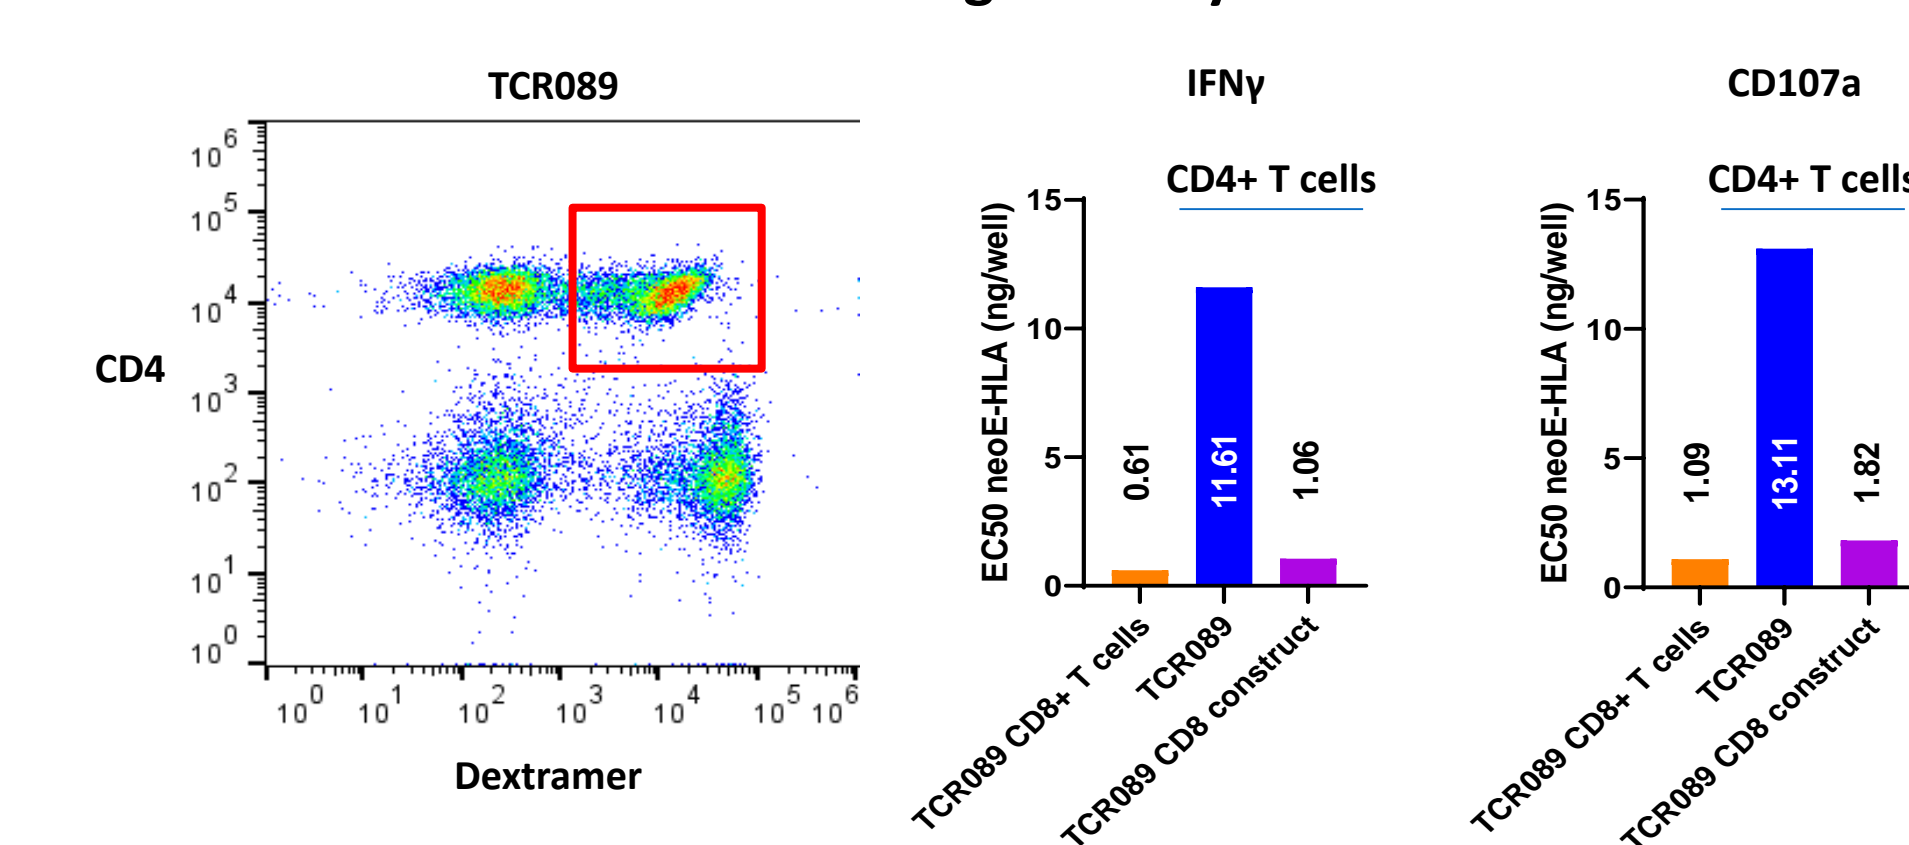 TCR089
CD4
10^6
10^5
10^4
10^3
10^2
10^1
10^0
10^0 10^1 10^2 10^3 10^4 10^5 10^6
Dextramer
IFNγ
CD4+ T cells
EC50 neoE-HLA (ng/well)
15
10
5
0
0.61
11.61
1.06
TCR089 CD8+ T cells
TCR089
TCR089 CD8 construct
CD107a
CD4+ T cells
EC50 neoE-HLA (ng/well)
15
10
5
0
1.09
13.11
1.82
TCR089 CD8+ T cells
TCR089
TCR089 CD8 construct